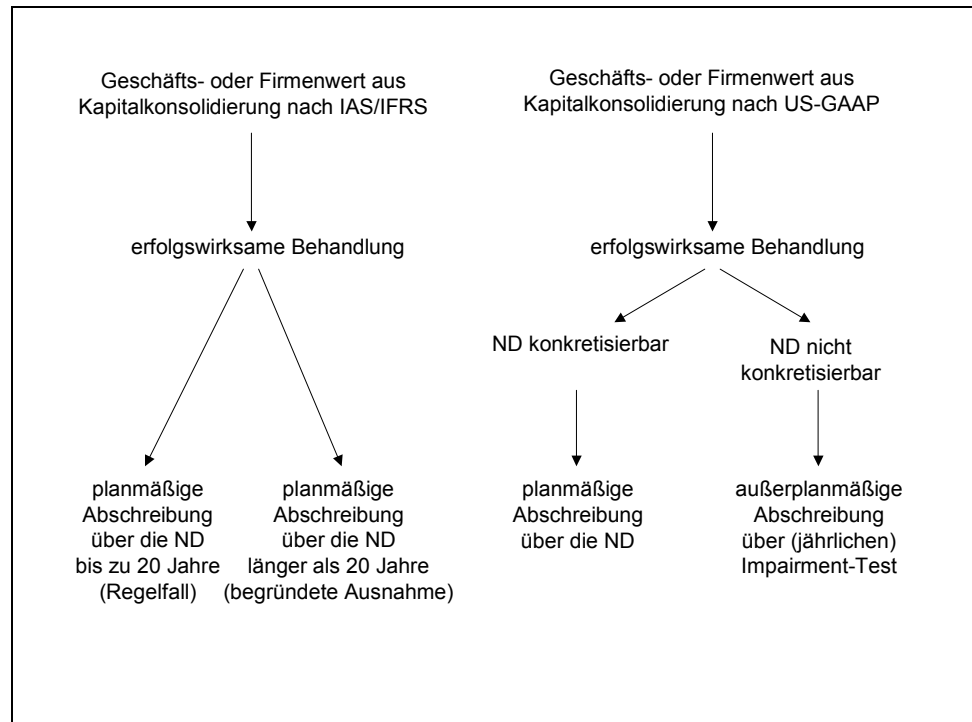 Geschäfts- oder Firmenwert aus
Kapitalkonsolidierung nach IAS/IFRS
erfolgswirksame Behandlung
planmäßige
Abschreibung
über die ND
bis zu 20 Jahre
(Regelfall)
planmäßige
Abschreibung
über die ND
länger als 20 Jahre
(begründete Ausnahme)
Geschäfts- oder Firmenwert aus
Kapitalkonsolidierung nach US-GAAP
erfolgswirksame Behandlung
ND konkretisierbar
ND nicht
konkretisierbar
planmäßige
Abschreibung
über die ND
außerplanmäßige
Abschreibung
über (jährlichen)
Impairment-Test